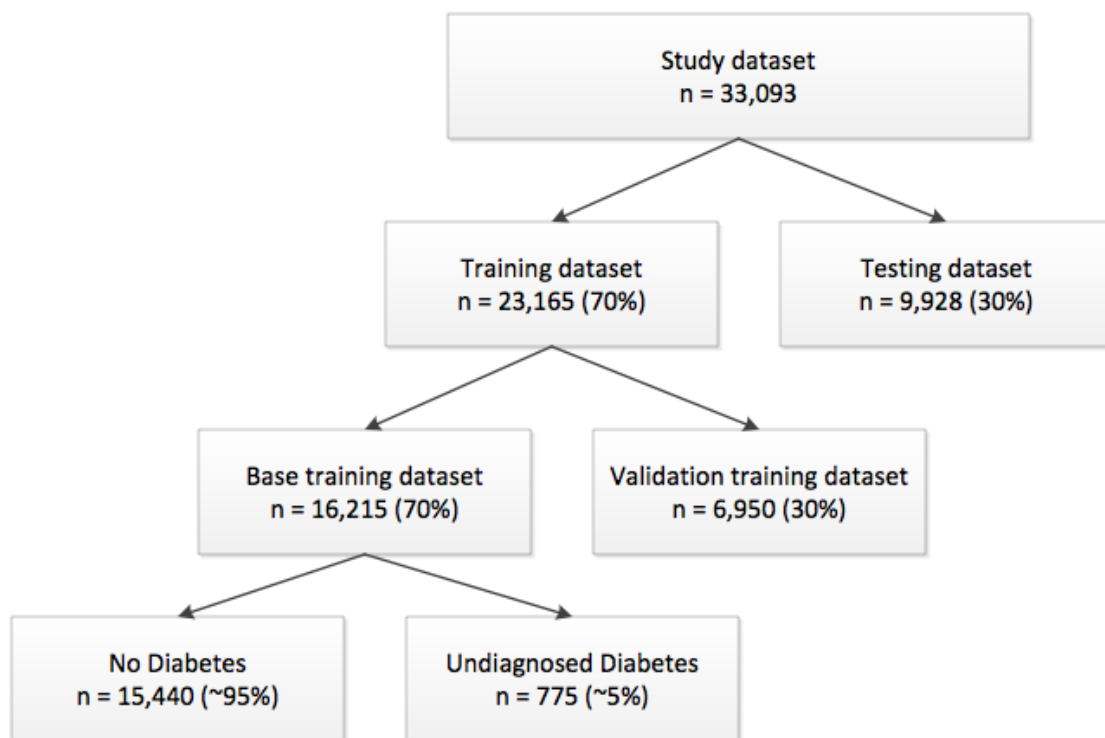 Study dataset
n = 33,093
Training dataset
n = 23,165 (70%)
Testing dataset
n = 9,928 (30%)
Base training dataset
n = 16,215 (70%)
Validation training dataset
n = 6,950 (30%)
No Diabetes
n = 15,440 (~95%)
Undiagnosed Diabetes
n = 775 (~5%)